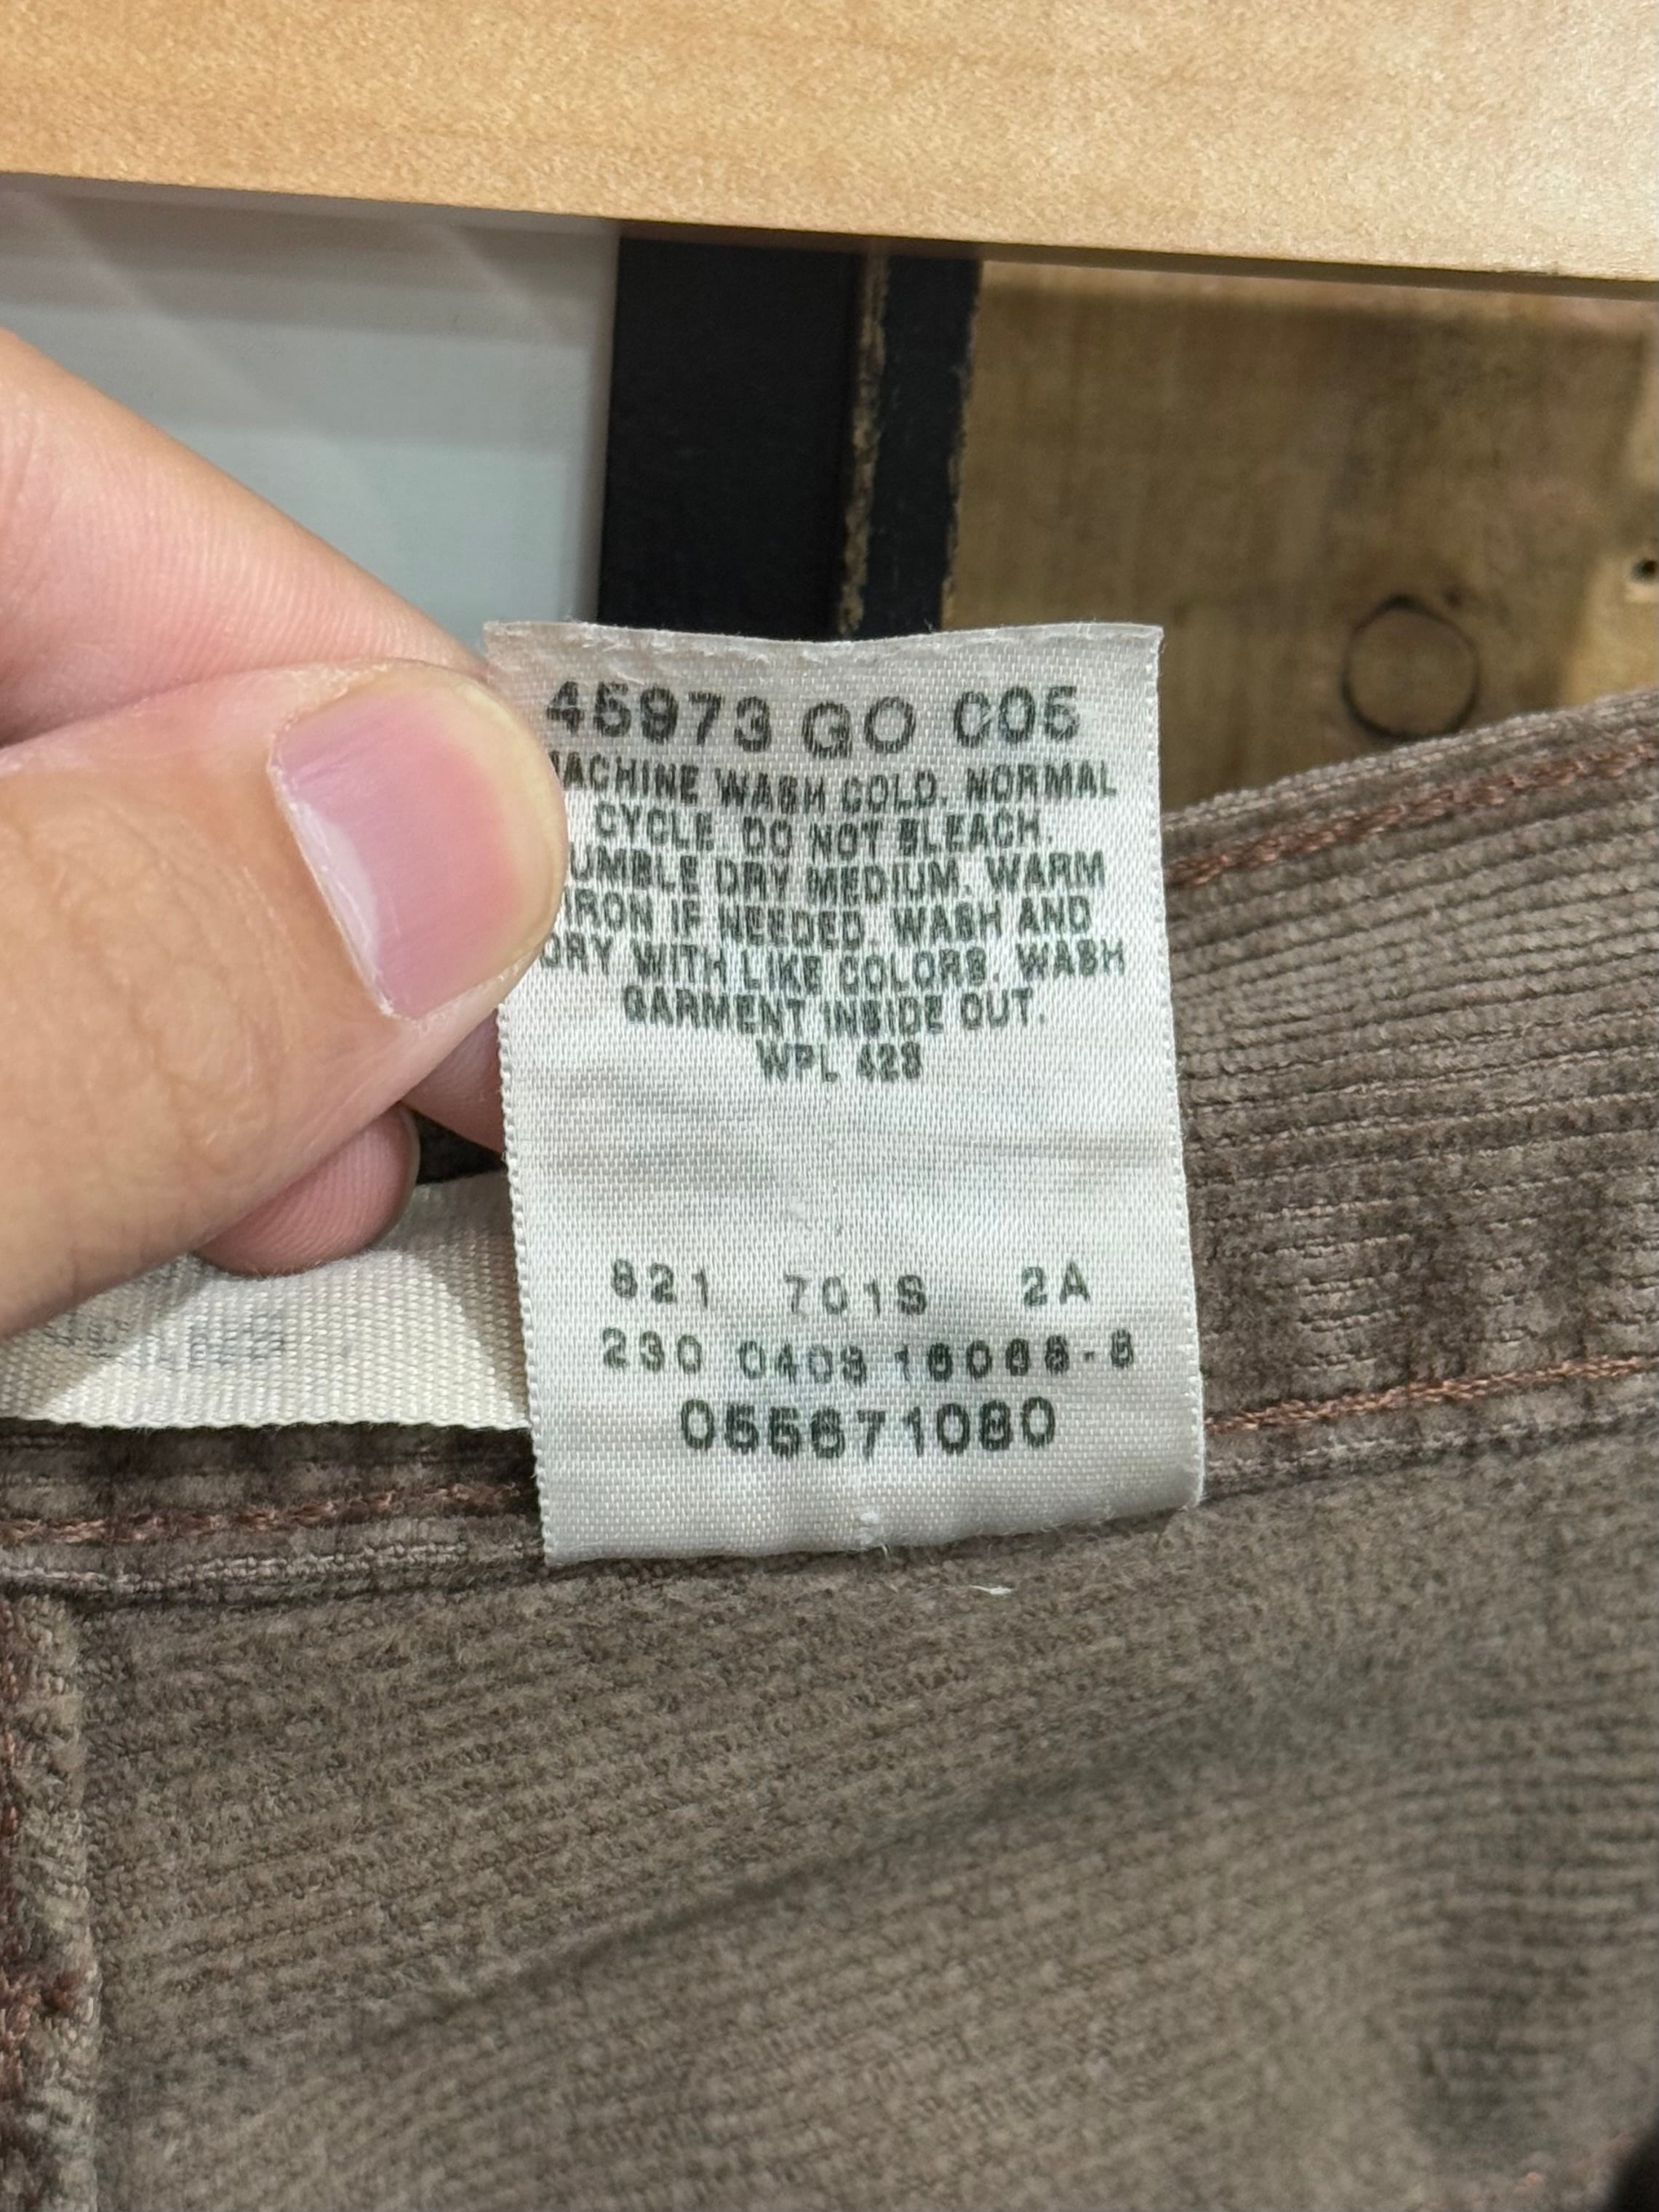 45973 GO C05
MACHINE WASH COLD. NORMAL
CYCLE. DO NOT BLEACH.
UMBLE DRY MEDIUM. WARM
IRON IF NEEDED. WASH AND
DRY WITH LIKE COLORS. WASH
GARMENT INSIDE OUT.
WPL 423
821 701S 2A
230 0408 16068-8
055671080